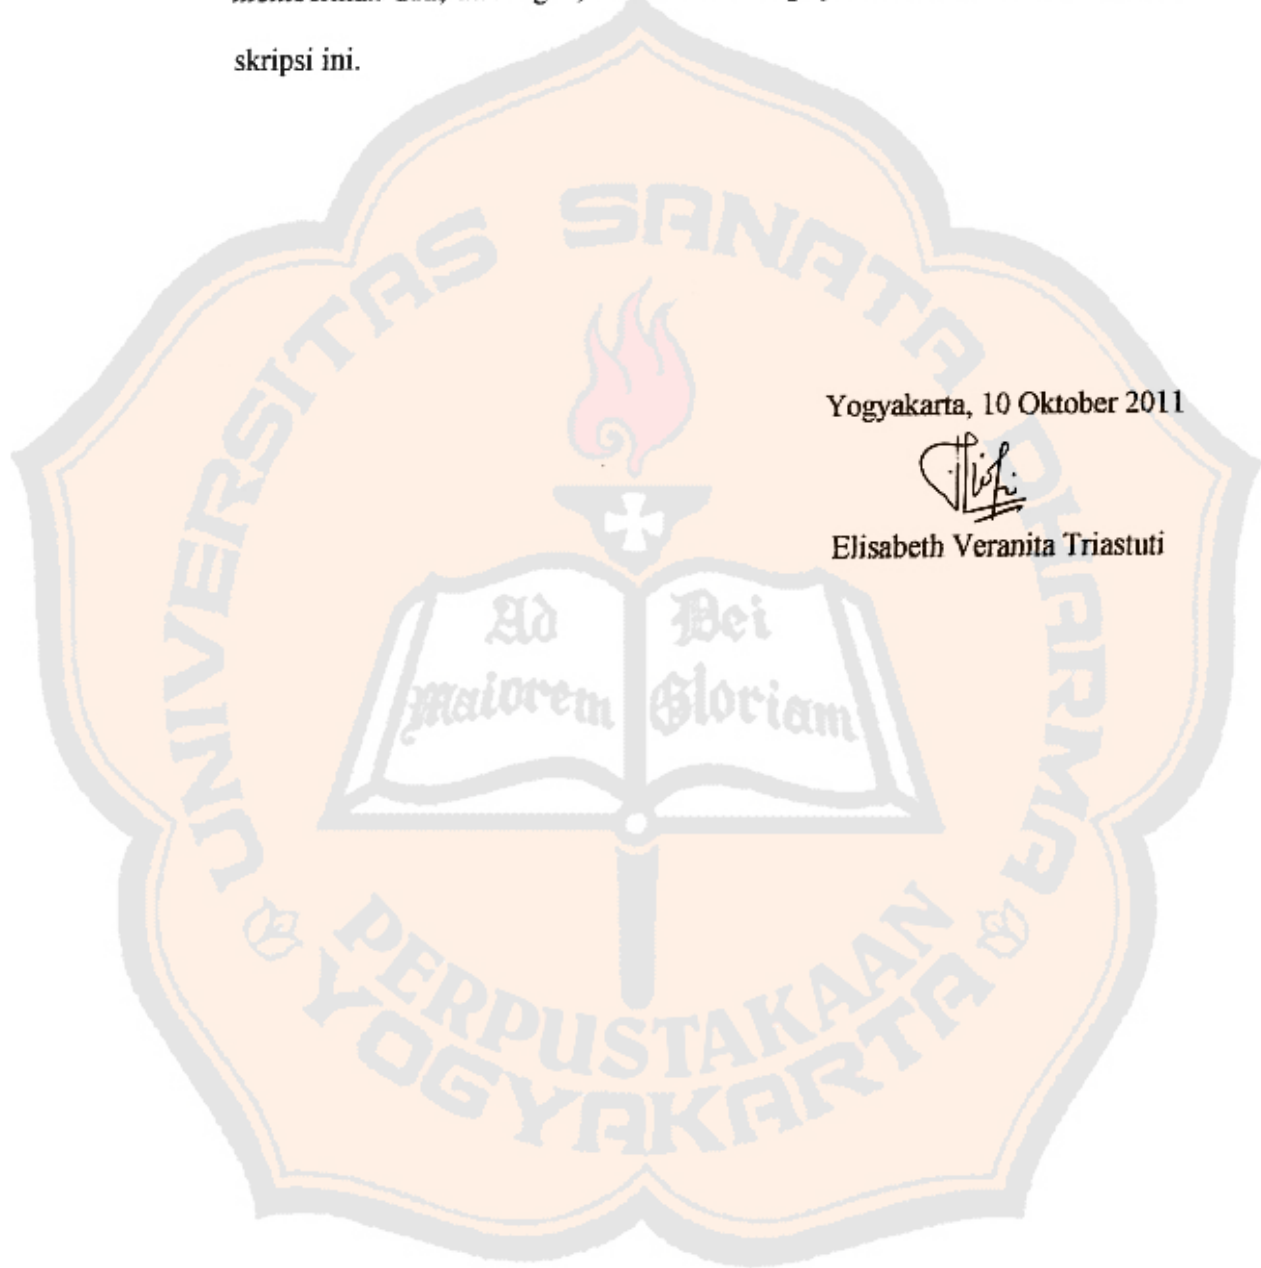 skripsi ini.
UNIVERSITAS SANATA DHARMA
Yogyakarta, 10 Oktober 2011
Elisabeth Veranita Triastuti
Ad Dei
Maiorem Gloriam
PERPUSTAKAAN
YOGYAKARTA